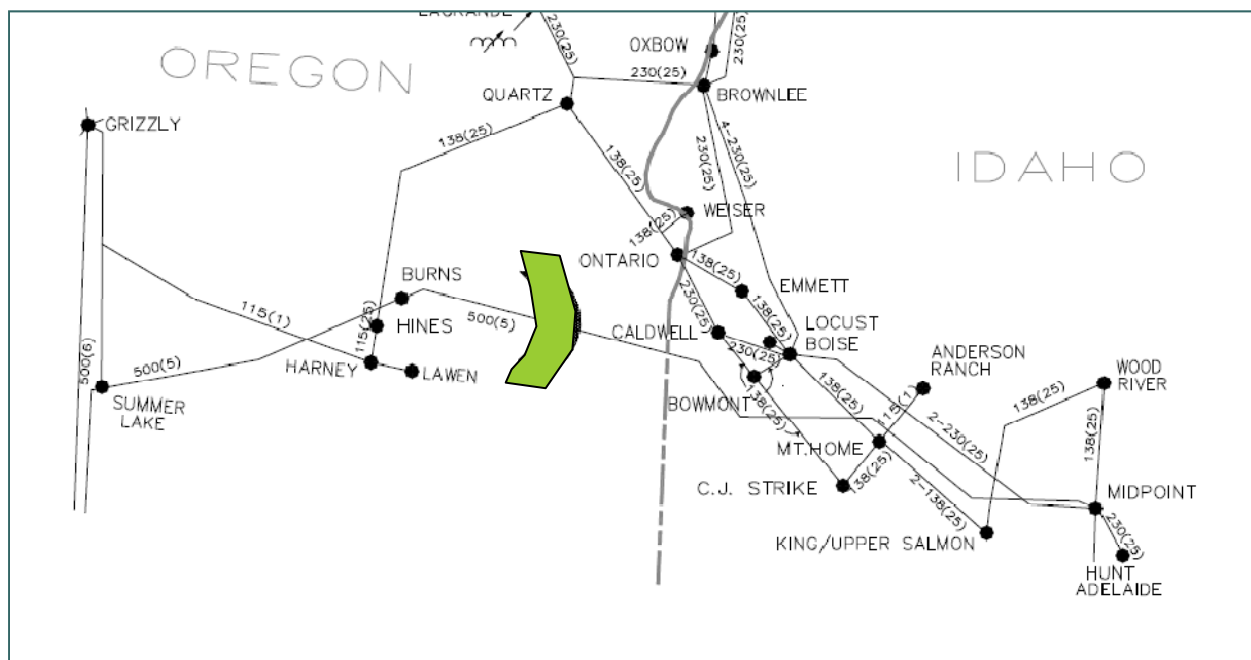 LAGRANDE
230(25)
OXBOW
230(25)
OREGON
230(25)
QUARTZ
BROWNLEE
GRIZZLY
138(25)
4-230(25)
230(25)
138(25)
IDAHO
WEISER
138(25)
ONTARIO
138(25)
BURNS
EMMETT
115(1)
500(5)
230(25)
138(25)
115(25)
HINES
CALDWELL
LOCUST
BOISE
230(25)
500(6)
500(5)
HARNEY
LAWEN
ANDERSON
RANCH
WOOD
RIVER
SUMMER
LAKE
BOWMONT
138(25)
138(25)
115(1)
138(25)
2-230(25)
138(25)
MT.HOME
138(25)
C.J. STRIKE
2-138(25)
MIDPOINT
230(25)
KING/UPPER SALMON
HUNT
ADELAIDE